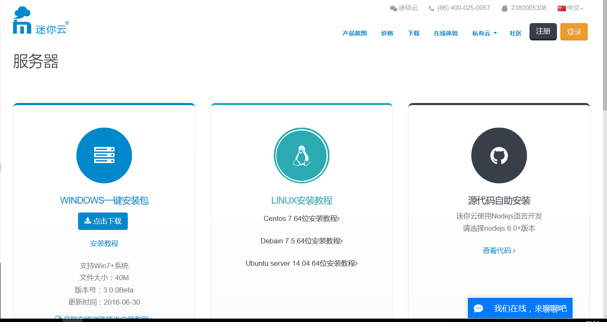 迷你云 (86) 400-025-0057 2380005308 中文
迷你云®
产品截图 价格 下载 在线体验 私有云 社区 注册 登录
服务器
WINDOWS一键安装包
点击下载
安装教程
支持Win7+系统
文件大小：40M
版本号：3.0.0Beta
更新时间：2016-06-30
LINUX安装教程
Centos 7 64位安装教程›
Debain 7.5 64位安装教程›
Ubuntu server 14.04 64位安装教程›
源代码自助安装
迷你云使用Nodejs语言开发
请选择nodejs 6.0+版本
查看代码 ›
我们在线，来聊聊吧